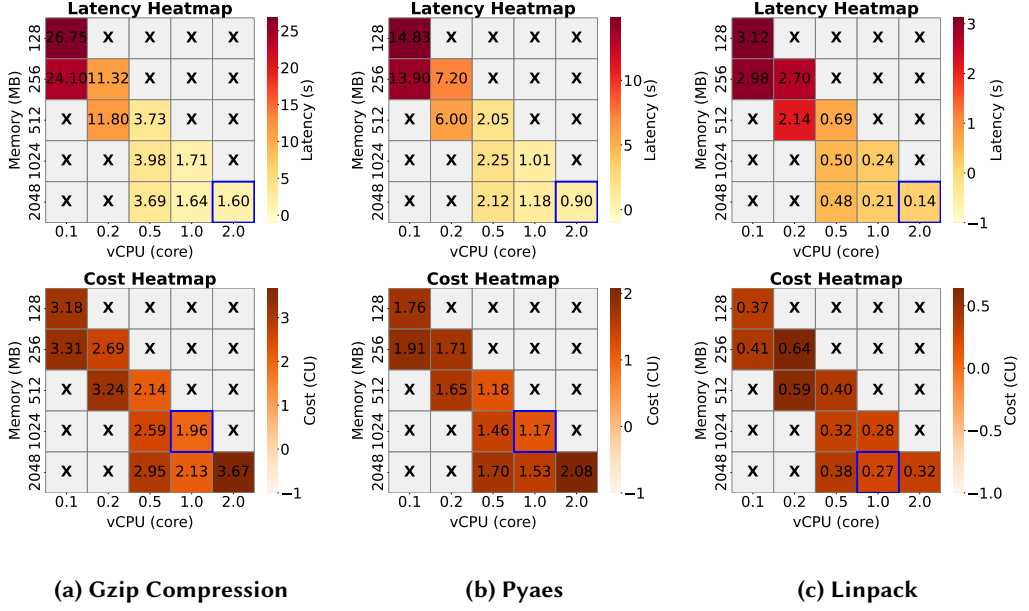 Latency Heatmap
128 26.75 X X X X
256 24.10 11.32 X X X
512 X 11.80 3.73 X X
1024 X X 3.98 1.71 X
2048 X X 3.69 1.64 1.60
0.1 0.2 0.5 1.0 2.0
vCPU (core)
Memory (MB)
25
20
15
10
5
0
Latency (s)
Latency Heatmap
128 14.83 X X X X
256 13.90 7.20 X X X
512 X 6.00 2.05 X X
1024 X X 2.25 1.01 X
2048 X X 2.12 1.18 0.90
0.1 0.2 0.5 1.0 2.0
vCPU (core)
Memory (MB)
10
5
0
Latency (s)
Latency Heatmap
128 3.12 X X X X
256 2.98 2.70 X X X
512 X 2.14 0.69 X X
1024 X X 0.50 0.24 X
2048 X X 0.48 0.21 0.14
0.1 0.2 0.5 1.0 2.0
vCPU (core)
Memory (MB)
3
2
1
0
−1
Latency (s)
Cost Heatmap
128 3.18 X X X X
256 3.31 2.69 X X X
512 X 3.24 2.14 X X
1024 X X 2.59 1.96 X
2048 X X 2.95 2.13 3.67
0.1 0.2 0.5 1.0 2.0
vCPU (core)
Memory (MB)
3
2
1
0
−1
Cost (CU)
Cost Heatmap
128 1.76 X X X X
256 1.91 1.71 X X X
512 X 1.65 1.18 X X
1024 X X 1.46 1.17 X
2048 X X 1.70 1.53 2.08
0.1 0.2 0.5 1.0 2.0
vCPU (core)
Memory (MB)
2
1
0
−1
Cost (CU)
Cost Heatmap
128 0.37 X X X X
256 0.41 0.64 X X X
512 X 0.59 0.40 X X
1024 X X 0.32 0.28 X
2048 X X 0.38 0.27 0.32
0.1 0.2 0.5 1.0 2.0
vCPU (core)
Memory (MB)
0.5
0.0
−0.5
−1.0
Cost (CU)
(a) Gzip Compression
(b) Pyaes
(c) Linpack